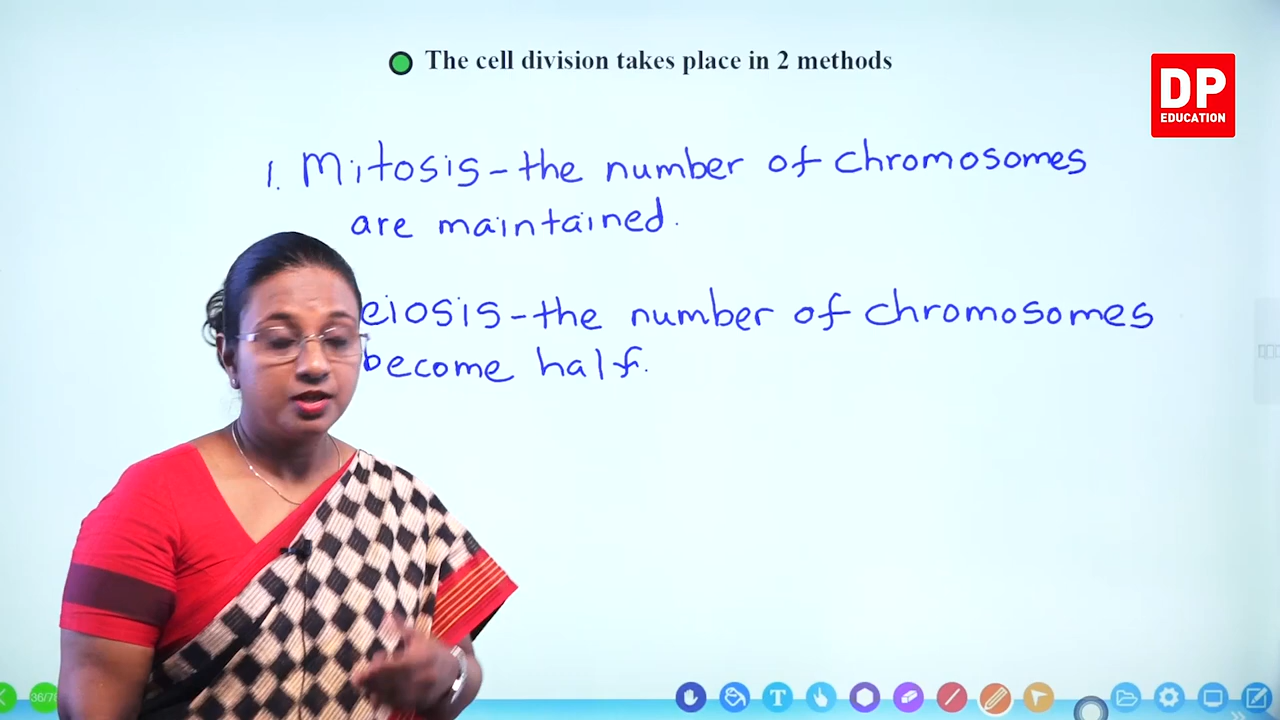 The cell division takes place in 2 methods
DP
EDUCATION
1. Mitosis - the number of chromosomes
are maintained.
eiosis - the number of chromosomes
become half.
T